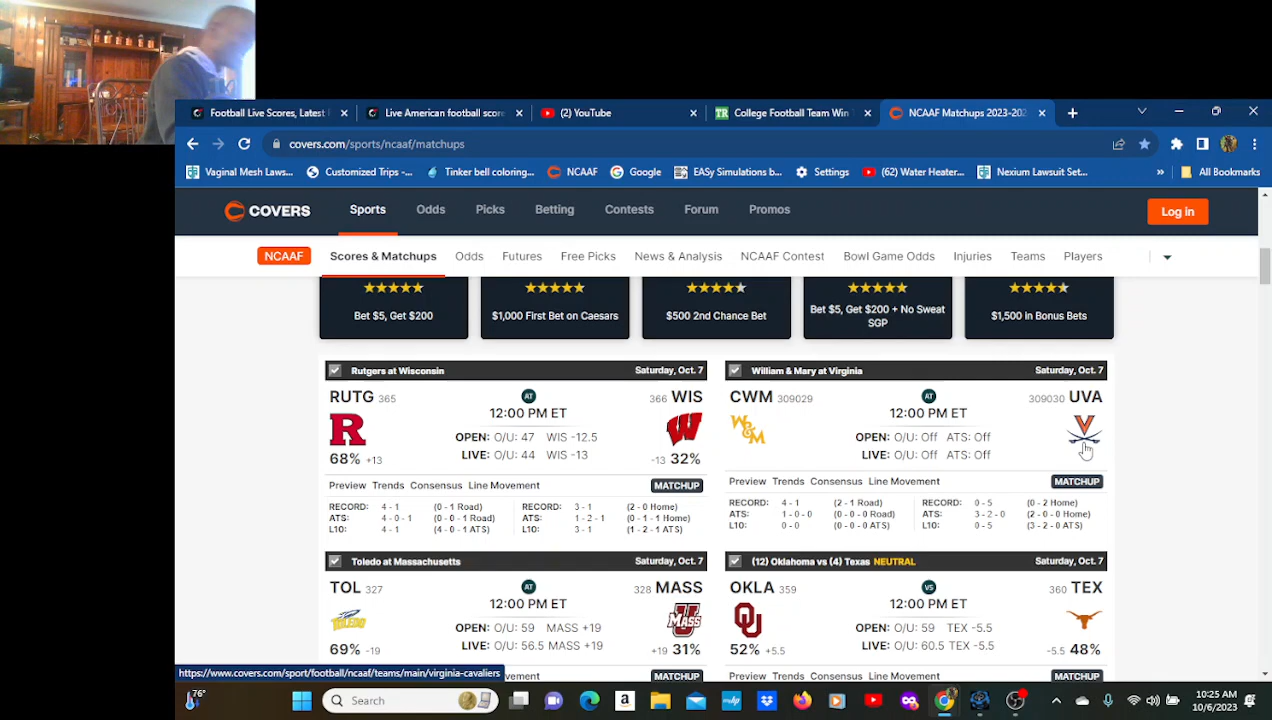 Football Live Scores, Latest
Live American football score
(2) YouTube
TR College Football Team Win
NCAAF Matchups 2023-202
covers.com/sports/ncaaf/matchups
Vaginal Mesh Laws...
Customized Trips -...
Tinker bell coloring...
NCAAF
Google
EASy Simulations b...
Settings
(62) Water Heater...
Nexium Lawsuit Set...
»
All Bookmarks
COVERS
Sports
Odds
Picks
Betting
Contests
Forum
Promos
Log in
NCAAF
Scores & Matchups
Odds
Futures
Free Picks
News & Analysis
NCAAF Contest
Bowl Game Odds
Injuries
Teams
Players
Bet $5, Get $200
$1,000 First Bet on Caesars
$500 2nd Chance Bet
Bet $5, Get $200 + No Sweat
SGP
$1,500 in Bonus Bets
Rutgers at Wisconsin Saturday, Oct. 7
RUTG 365 AT 366 WIS
12:00 PM ET
R W
OPEN: O/U: 47 WIS -12.5
LIVE: O/U: 44 WIS -13
68% +13 -13 32%
Preview Trends Consensus Line Movement MATCHUP
RECORD: 4 - 1 (0 - 1 Road) RECORD: 3 - 1 (2 - 0 Home)
ATS: 4 - 0 - 1 (0 - 0 - 1 Road) ATS: 1 - 2 - 1 (0 - 1 - 1 Home)
L10: 4 - 1 (4 - 0 - 1 ATS) L10: 3 - 1 (1 - 2 - 1 ATS)
William & Mary at Virginia Saturday, Oct. 7
CWM 309029 AT 309030 UVA
12:00 PM ET
W&M V
OPEN: O/U: Off ATS: Off
LIVE: O/U: Off ATS: Off
Preview Trends Consensus Line Movement MATCHUP
RECORD: 4 - 1 (2 - 1 Road) RECORD: 0 - 5 (0 - 2 Home)
ATS: 1 - 0 - 0 (0 - 0 - 0 Road) ATS: 3 - 2 - 0 (2 - 0 - 0 Home)
L10: 0 - 0 (0 - 0 - 0 ATS) L10: 0 - 5 (3 - 2 - 0 ATS)
Toledo at Massachusetts Saturday, Oct. 7
TOL 327 AT 328 MASS
12:00 PM ET
TOLEDO MASS
OPEN: O/U: 59 MASS +19
LIVE: O/U: 56.5 MASS +19
69% -19 +19 31%
MATCHUP
(12) Oklahoma vs (4) Texas NEUTRAL Saturday, Oct. 7
OKLA 359 VS 360 TEX
12:00 PM ET
OU
OPEN: O/U: 59 TEX -5.5
LIVE: O/U: 60.5 TEX -5.5
52% +5.5 -5.5 48%
Preview Trends Consensus Line Movement MATCHUP
https://www.covers.com/sport/football/ncaaf/teams/main/virginia-cavaliers
vement
76°
Search
10:25 AM
10/6/2023